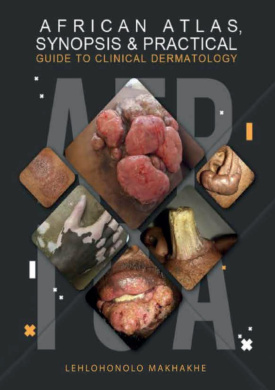 AFRICAN ATLAS,
SYNOPSIS & PRACTICAL
GUIDE TO CLINICAL DERMATOLOGY
AFR
ICA
LEHLOHONOLO MAKHAKHE